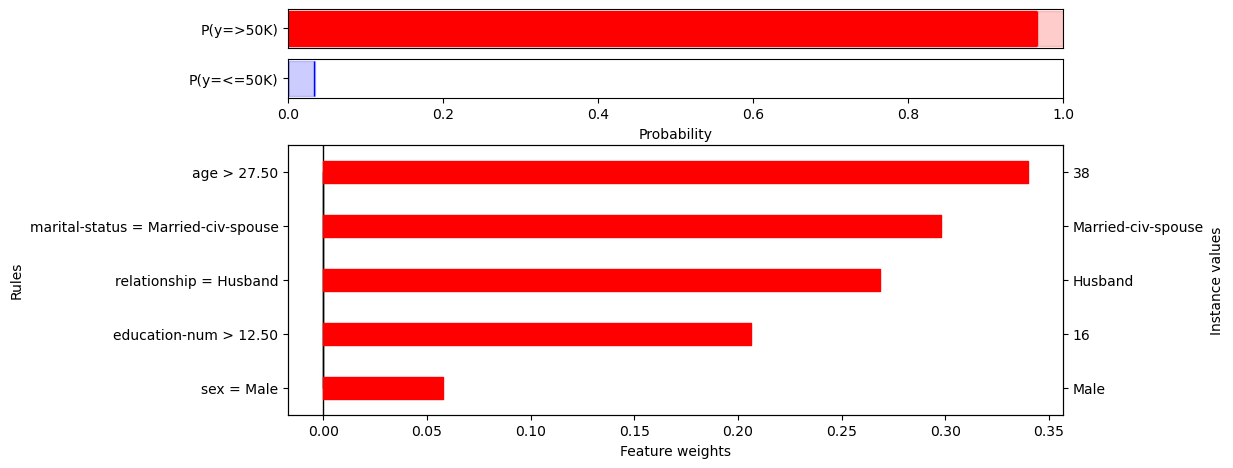 P(y=>50K)
P(y=<=50K)
0.0 0.2 0.4 0.6 0.8 1.0
Probability
age > 27.50 38
marital-status = Married-civ-spouse Married-civ-spouse
relationship = Husband Husband
education-num > 12.50 16
sex = Male Male
Rules
Instance values
0.00 0.05 0.10 0.15 0.20 0.25 0.30 0.35
Feature weights